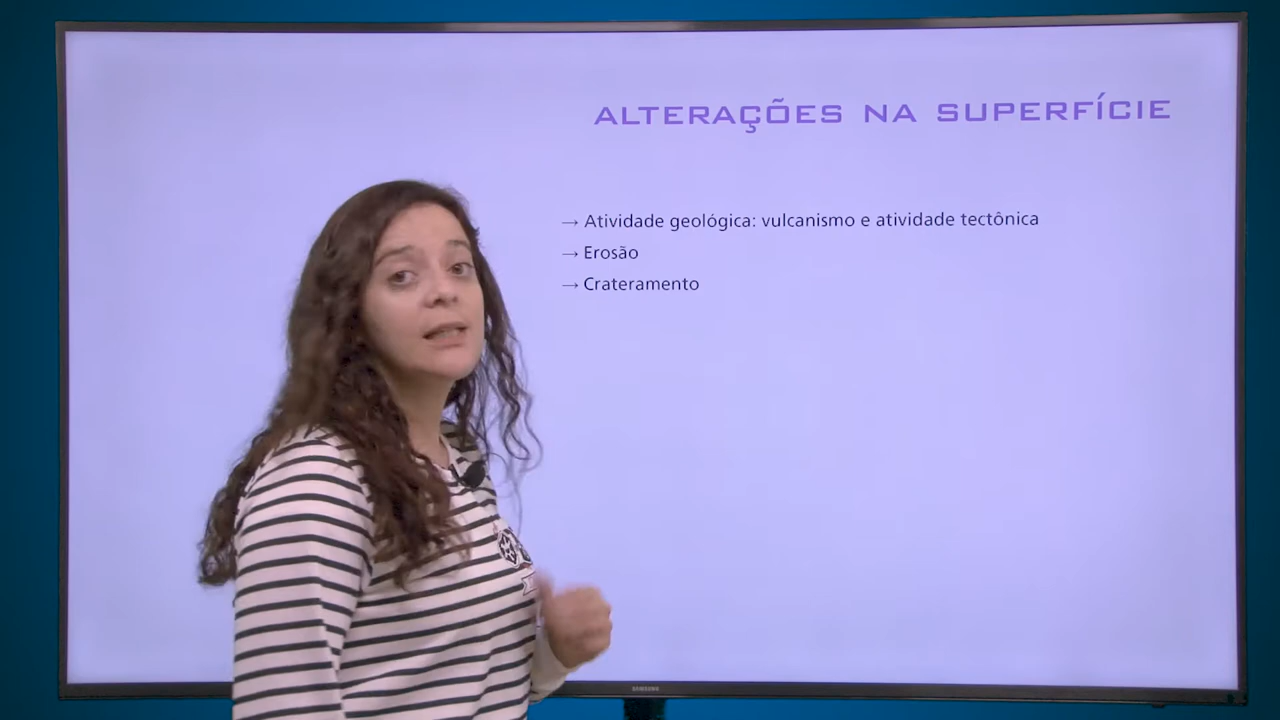 ALTERAÇÕES NA SUPERFÍCIE
→ Atividade geológica: vulcanismo e atividade tectônica
→ Erosão
→ Crateramento
SAMSUNG